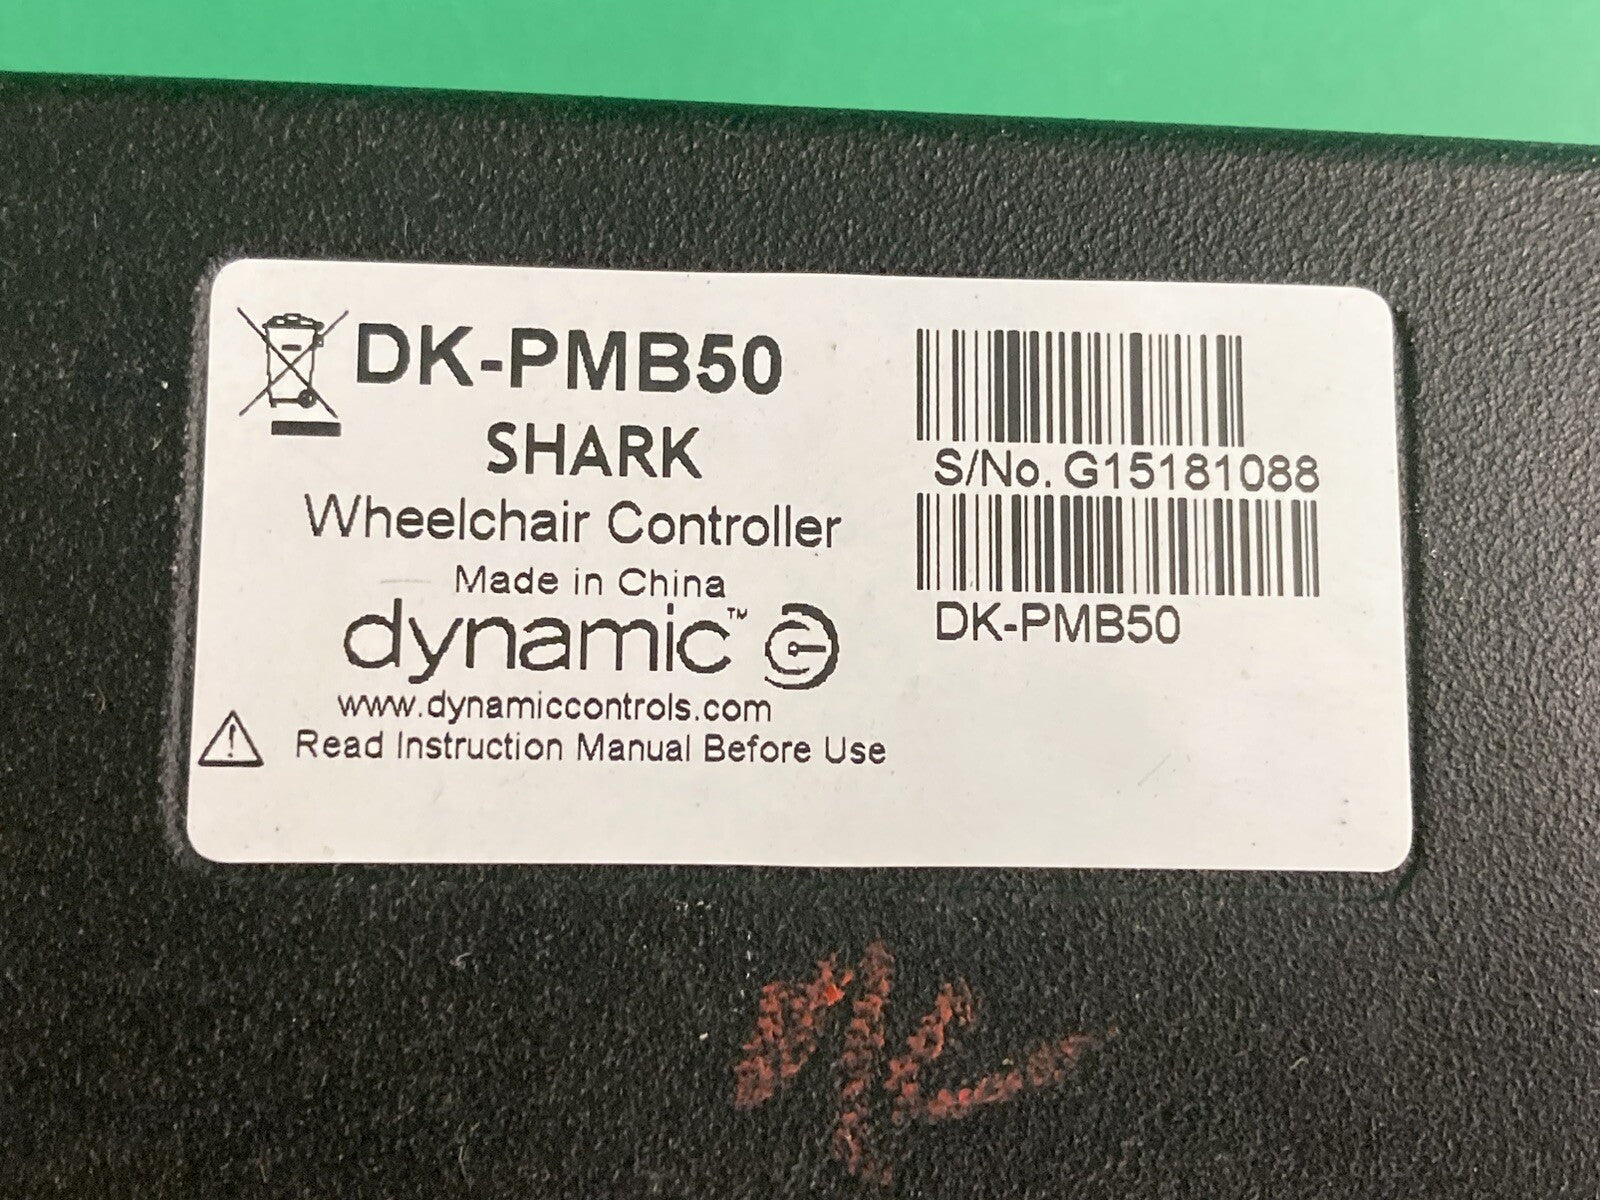 DK-PMB50
SHARK
Wheelchair Controller
Made in China
dynamic™
www.dynamiccontrols.com
Read Instruction Manual Before Use
S/No. G15181088
DK-PMB50